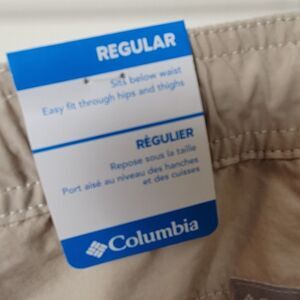 REGULAR
Sits below waist
Easy fit through hips and thighs
RÉGULIER
Repose sous la taille
Port aisé au niveau des hanches
et des cuisses
Columbia